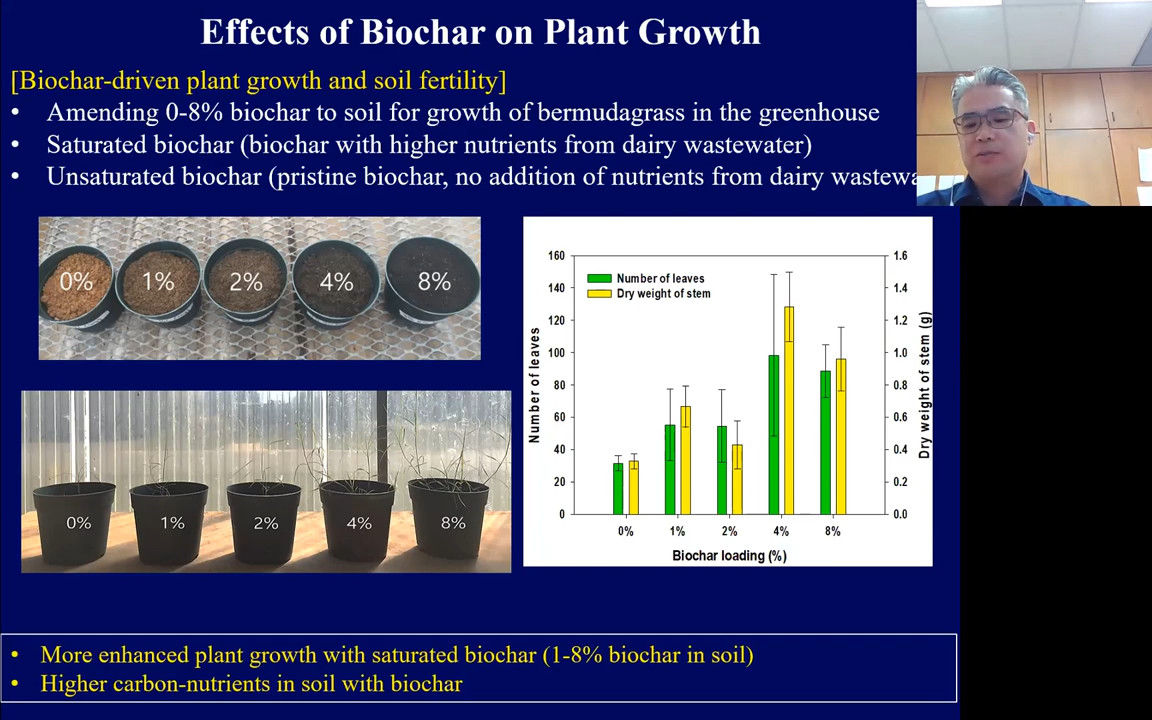 Effects of Biochar on Plant Growth
[Biochar-driven plant growth and soil fertility]
• Amending 0-8% biochar to soil for growth of bermudagrass in the greenhouse
• Saturated biochar (biochar with higher nutrients from dairy wastewater)
• Unsaturated biochar (pristine biochar, no addition of nutrients from dairy wastewa
0% 1% 2% 4% 8%
0% 1% 2% 4% 8%
Number of leaves
Dry weight of stem
160
140
120
100
80
60
40
20
0
Number of leaves
1.6
1.4
1.2
1.0
0.8
0.6
0.4
0.2
0.0
Dry weight of stem (g)
0% 1% 2% 4% 8%
Biochar loading (%)
• More enhanced plant growth with saturated biochar (1-8% biochar in soil)
• Higher carbon-nutrients in soil with biochar